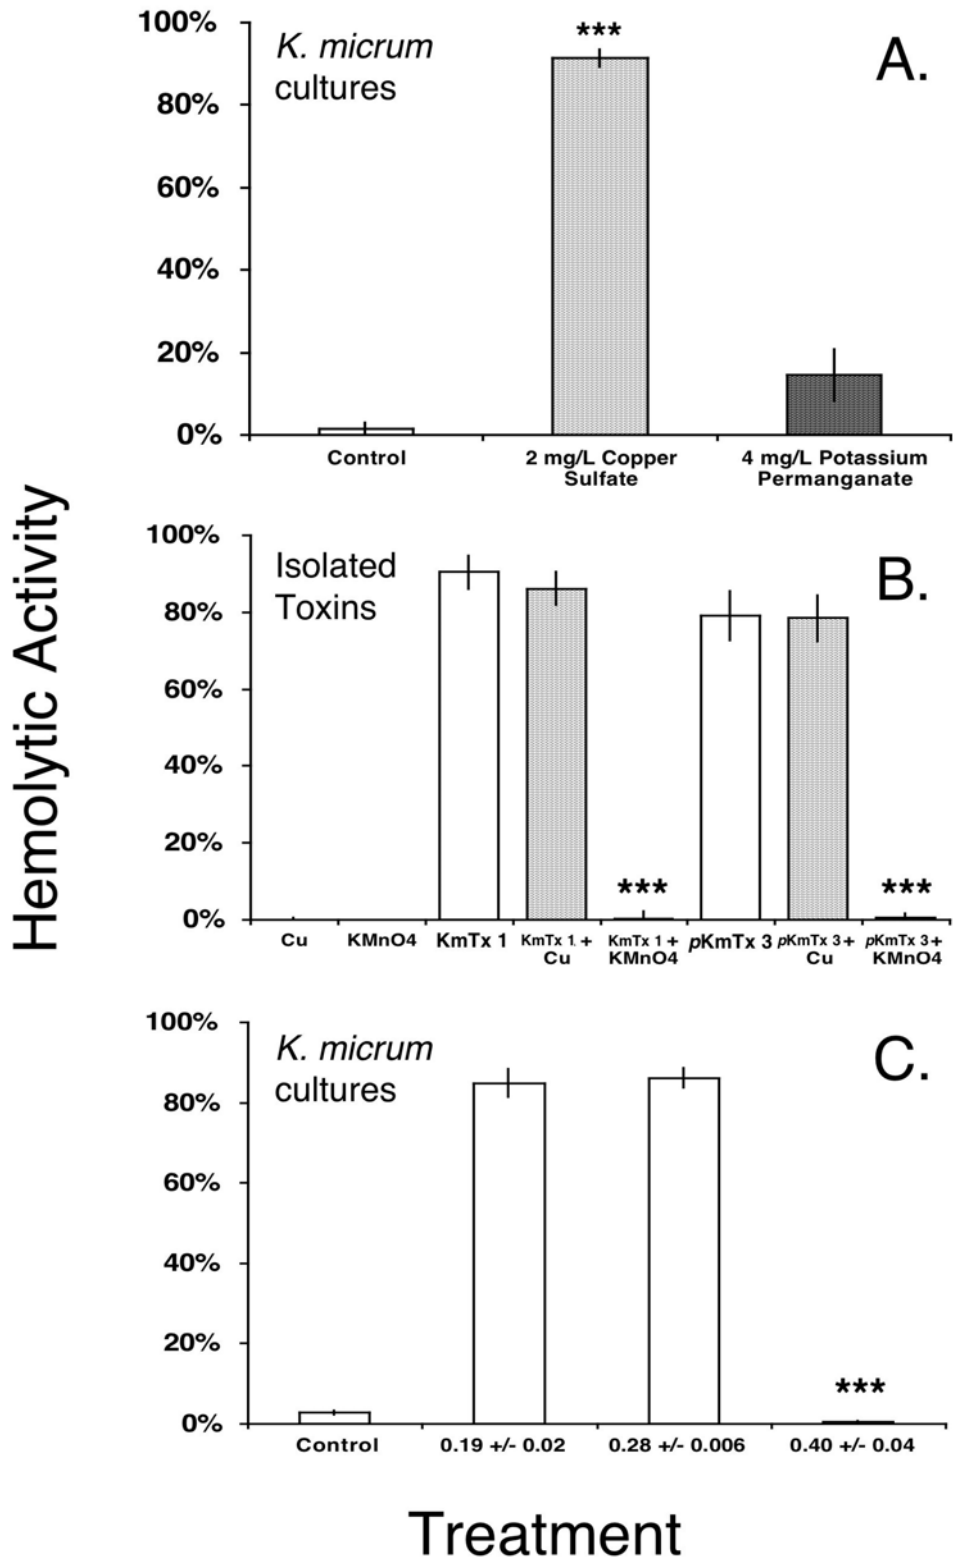 Hemolytic Activity
K. micrum
cultures
A.
100%
80%
60%
40%
20%
0%
***
Control
2 mg/L Copper
Sulfate
4 mg/L Potassium
Permanganate
Isolated
Toxins
B.
100%
80%
60%
40%
20%
0%
***
***
Cu
KMnO4
KmTx 1
KmTx 1 +
Cu
KmTx 1 +
KMnO4
pKmTx 3
pKmTx 3 +
Cu
pKmTx 3 +
KMnO4
K. micrum
cultures
C.
100%
80%
60%
40%
20%
0%
***
Control
0.19 +/- 0.02
0.28 +/- 0.006
0.40 +/- 0.04
Treatment